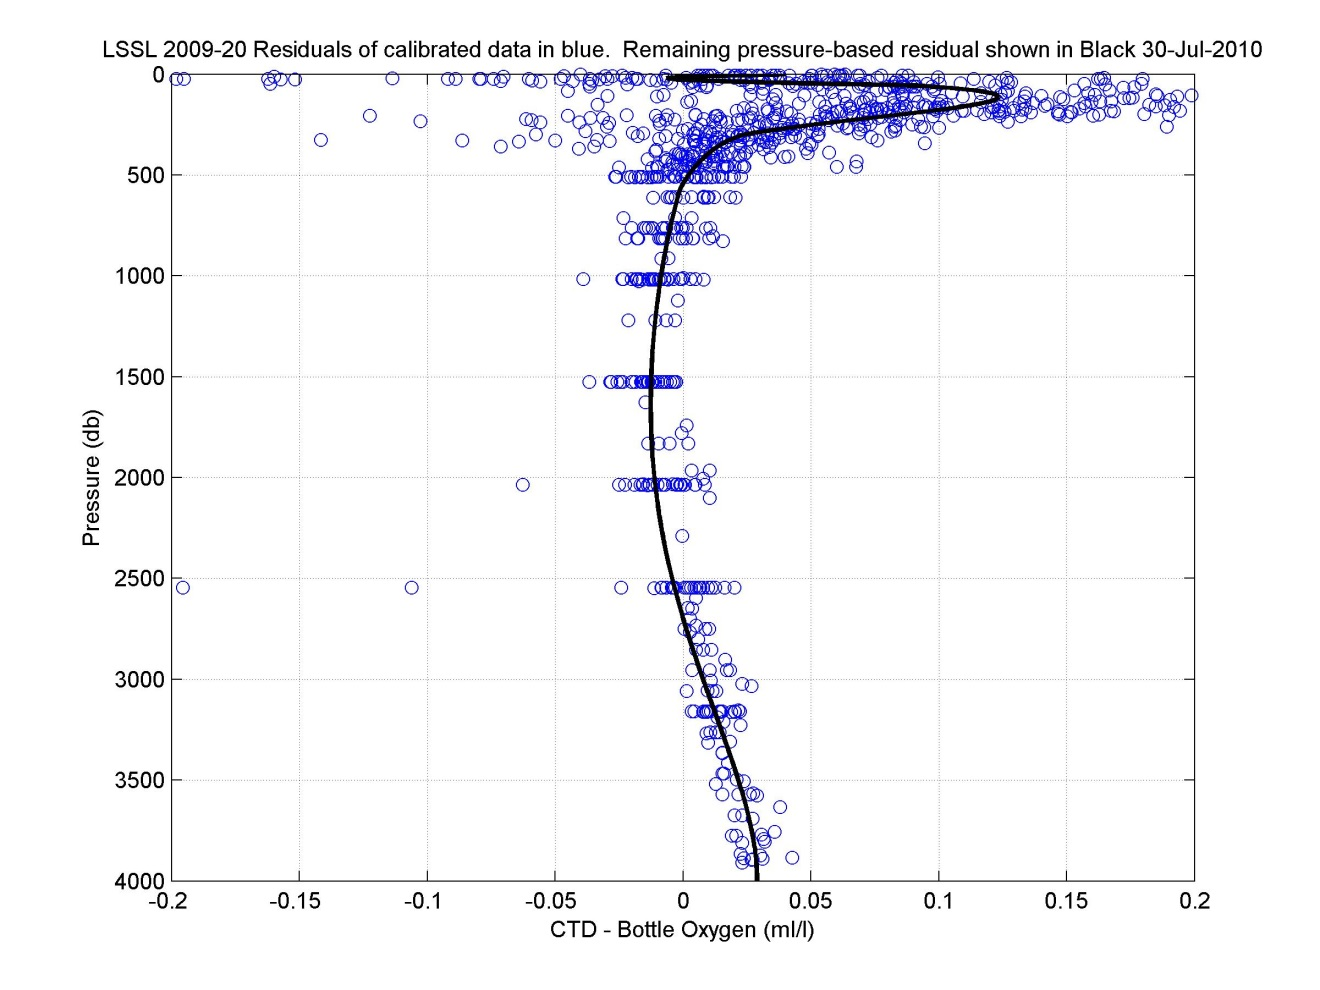 LSSL 2009-20 Residuals of calibrated data in blue.  Remaining pressure-based residual shown in Black 30-Jul-2010
0
500
1000
1500
2000
2500
3000
3500
4000
Pressure (db)
-0.2 -0.15 -0.1 -0.05 0 0.05 0.1 0.15 0.2
CTD - Bottle Oxygen (ml/l)